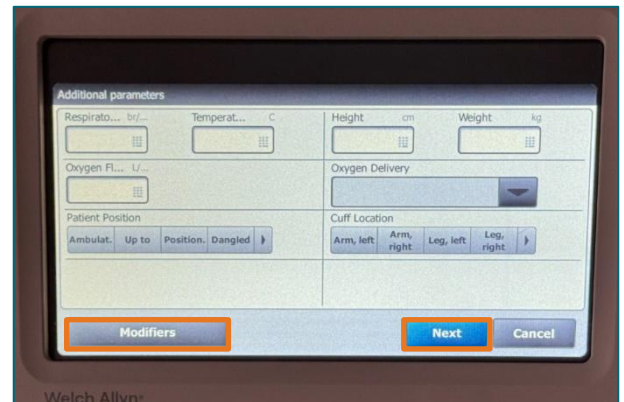 Additional parameters
Respirato... br/... Temperat... C Height cm Weight kg
Oxygen Fl... L/... Oxygen Delivery
Patient Position Cuff Location
Ambulat. Up to Position. Dangled Arm, left Arm, right Leg, left Leg, right
Modifiers Next Cancel
Welch Allyn